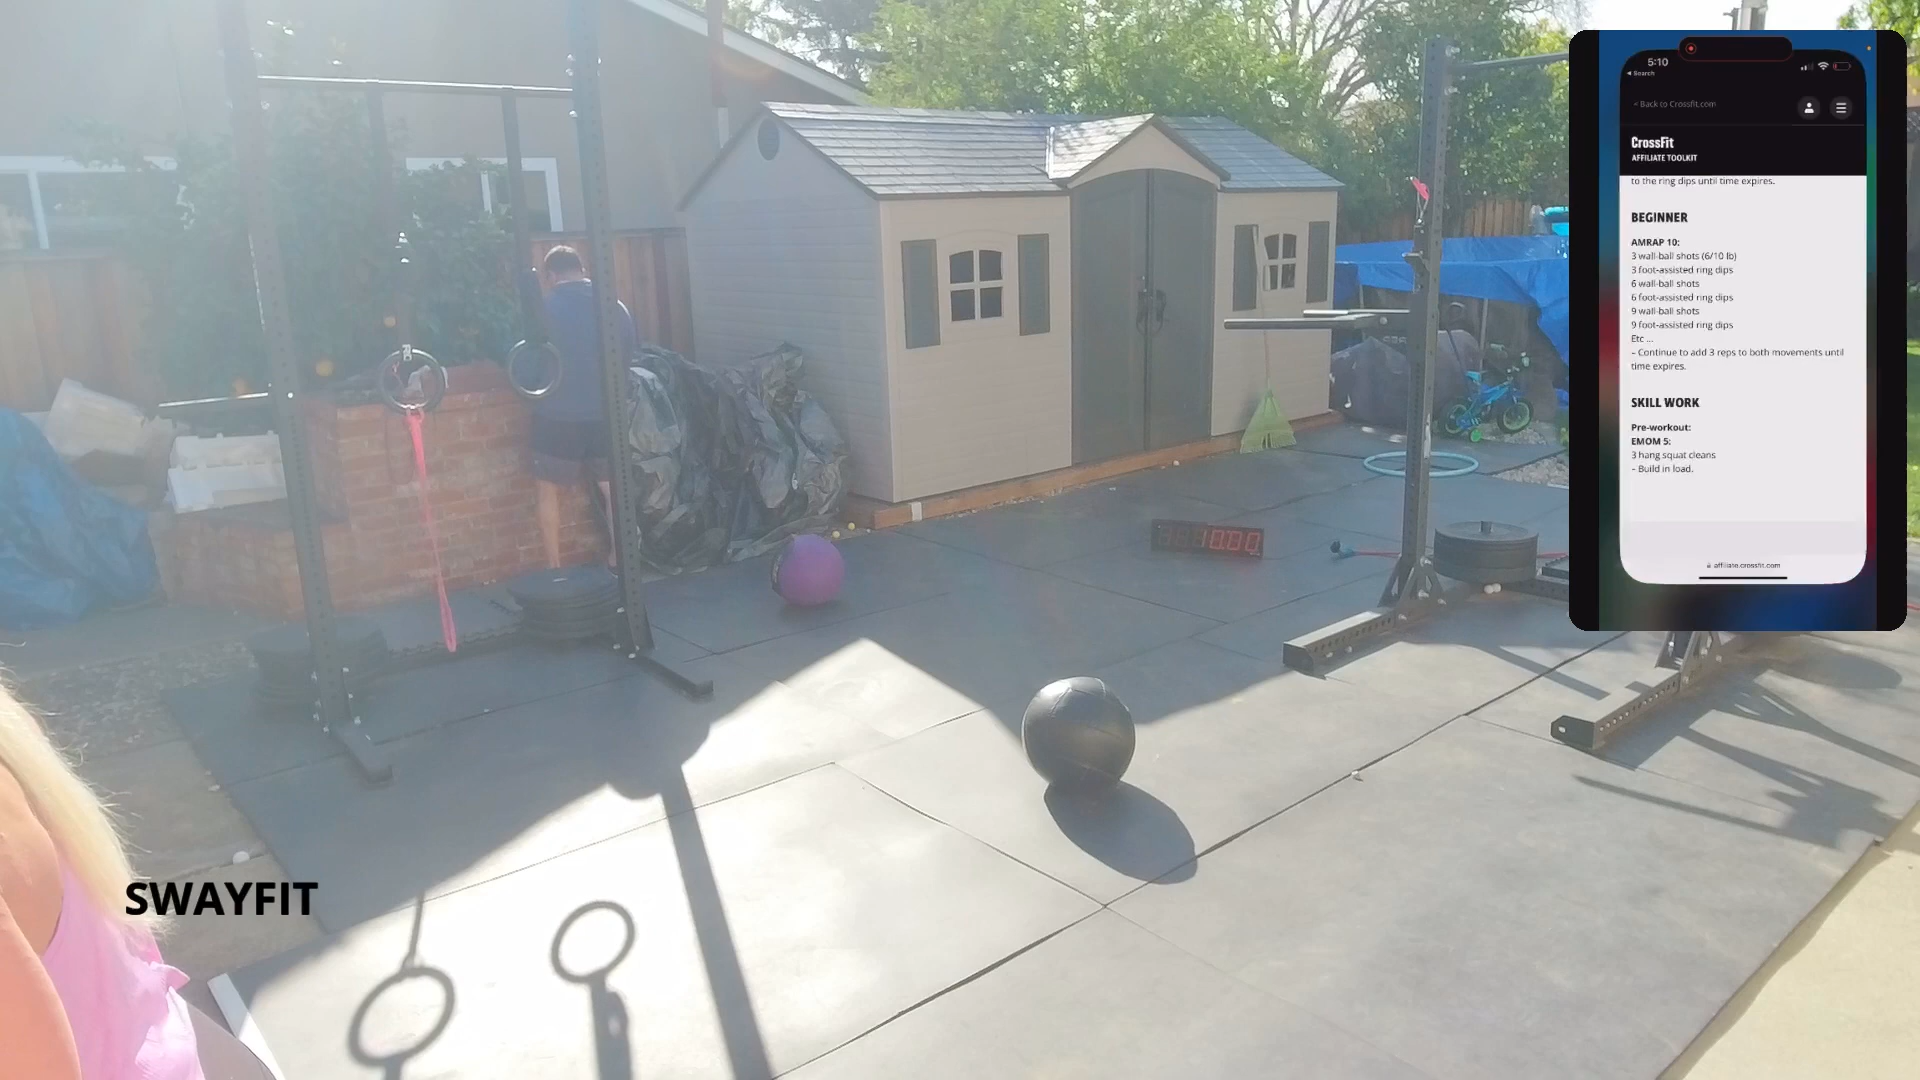 5:10
Search
< Back to Crossfit.com
CrossFit
AFFILIATE TOOLKIT
to the ring dips until time expires.
BEGINNER
AMRAP 10:
3 wall-ball shots (6/10 lb)
3 foot-assisted ring dips
6 wall-ball shots
6 foot-assisted ring dips
9 wall-ball shots
9 foot-assisted ring dips
Etc ...
– Continue to add 3 reps to both movements until
time expires.
SKILL WORK
Pre-workout:
EMOM 5:
3 hang squat cleans
– Build in load.
affiliate.crossfit.com
10:00
SWAYFIT